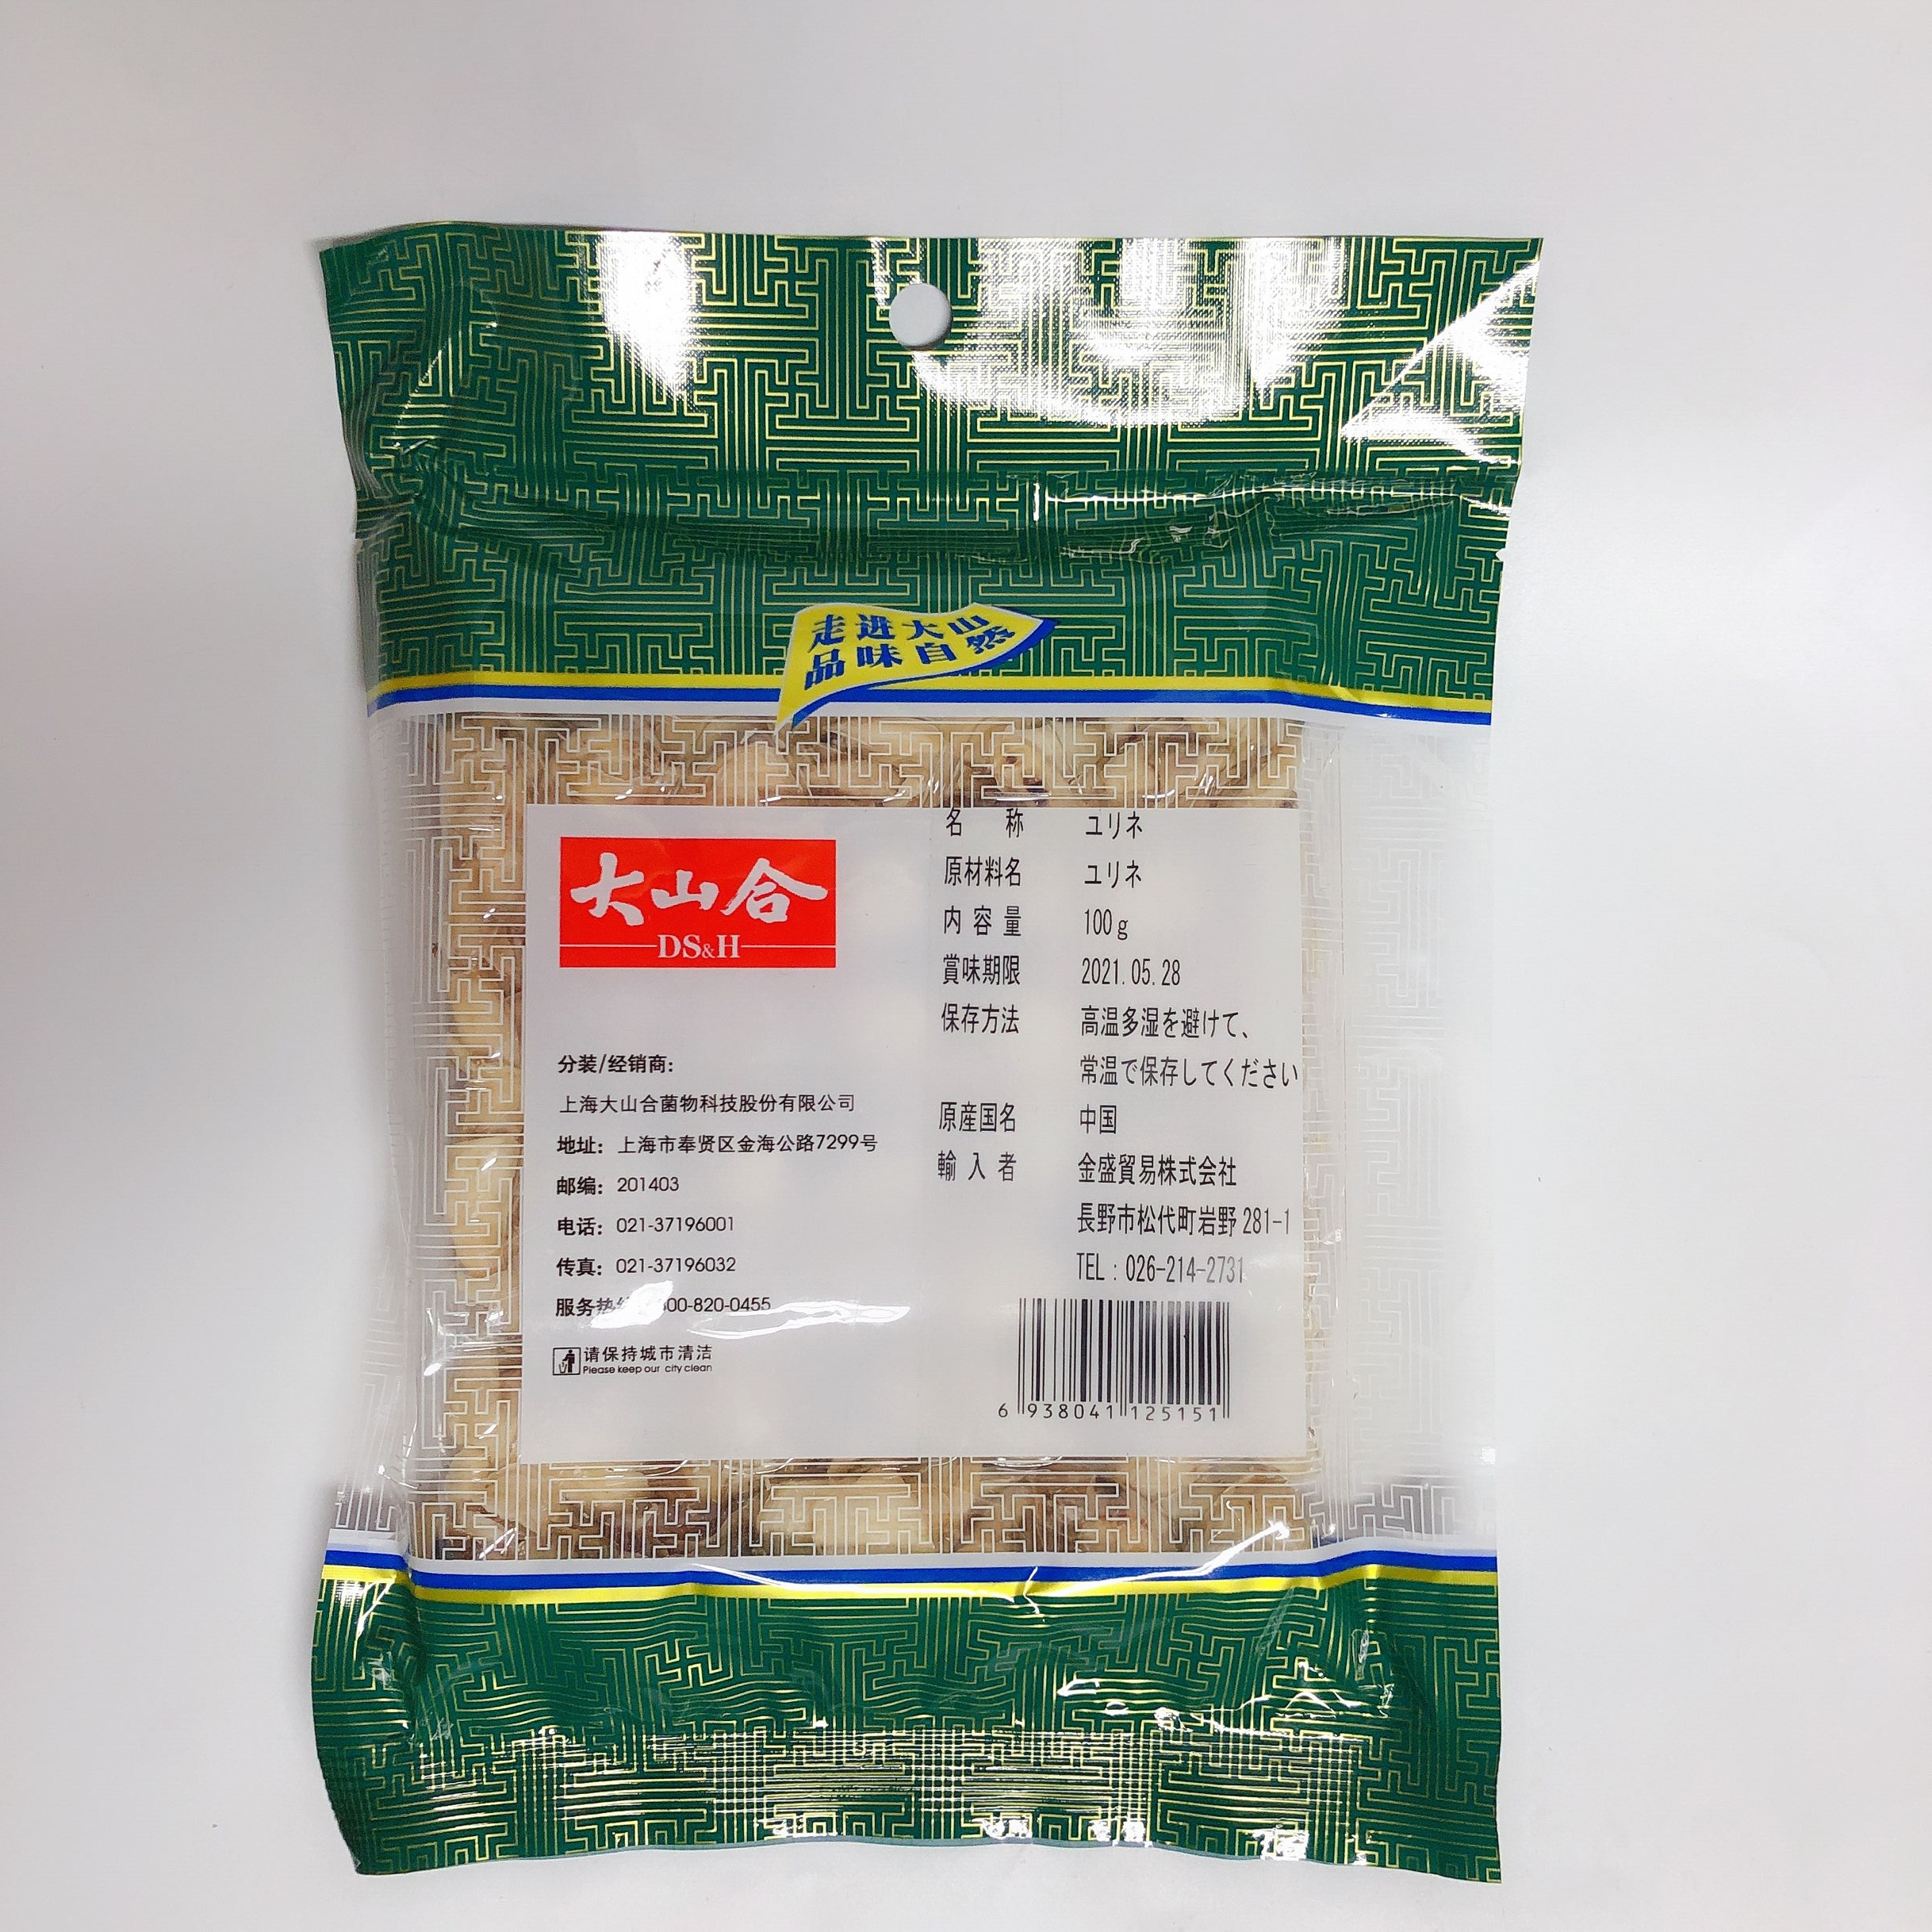 走进大山
品味自然
大山合
DS&H
分装/经销商:
上海大山合菌物科技股份有限公司
地址: 上海市奉贤区金海公路7299号
邮编: 201403
电话: 021-37196001
传真: 021-37196032
服务热 00-820-0455
请保持城市清洁
Please keep our city clean
名 称 ユリネ
原材料名 ユリネ
内容量 100g
賞味期限 2021.05.28
保存方法 高温多湿を避けて、
常温で保存してください
原産国名 中国
輸入者 金盛貿易株式会社
長野市松代町岩野 281-1
TEL : 026-214-2731
6 938041 125151